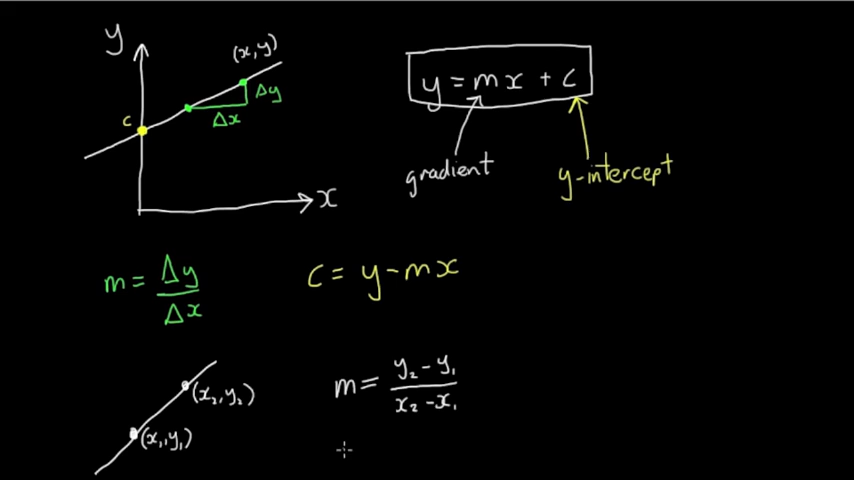 y
(x,y)
Δy
Δx
c
x
y = mx + c
gradient
y-intercept
m = Δy/Δx
c = y - mx
(x₂,y₂)
(x₁,y₁)
m = y₂ - y₁ / x₂ - x₁